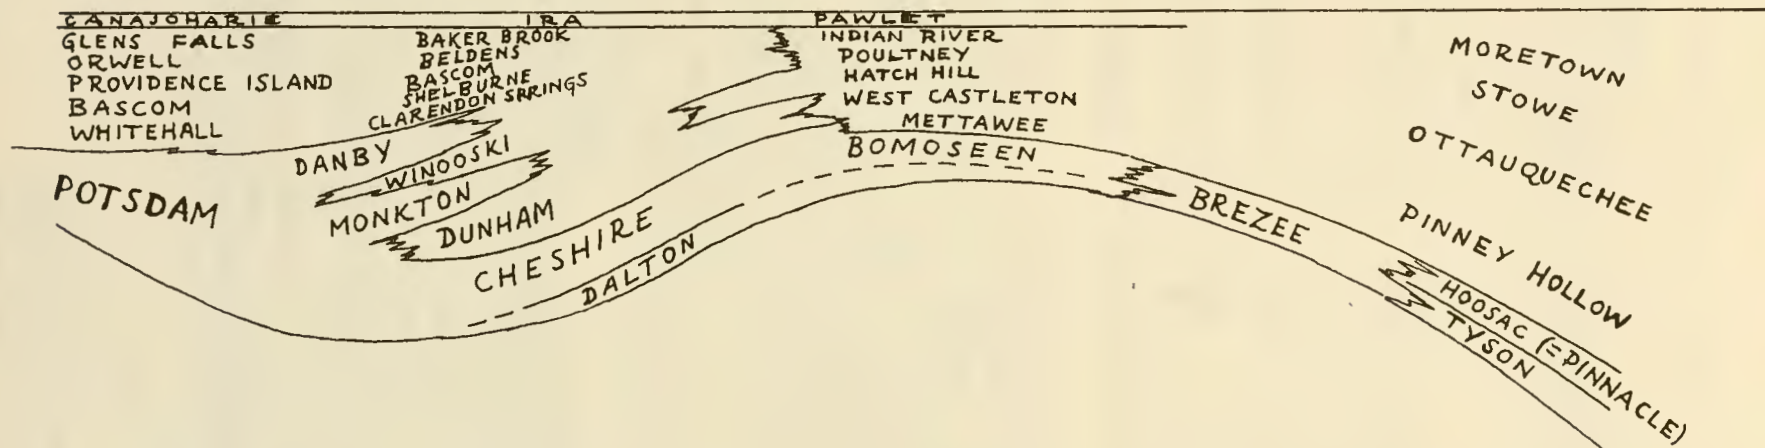 CANAJOHARIE IRA PAWLET
GLENS FALLS
ORWELL
PROVIDENCE ISLAND
BASCOM
WHITEHALL
POTSDAM
BAKER BROOK
BELDENS
BASCOM
SHELBURNE
CLARENDON SPRINGS
DANBY
WINOOSKI
MONKTON
DUNHAM
CHESHIRE
DALTON
INDIAN RIVER
POULTNEY
HATCH HILL
WEST CASTLETON
METTAWEE
BOMOSEEN
BREZEE
MORETOWN
STOWE
OTTAUQUECHEE
PINNEY HOLLOW
HOOSAC (=PINNACLE)
TYSON